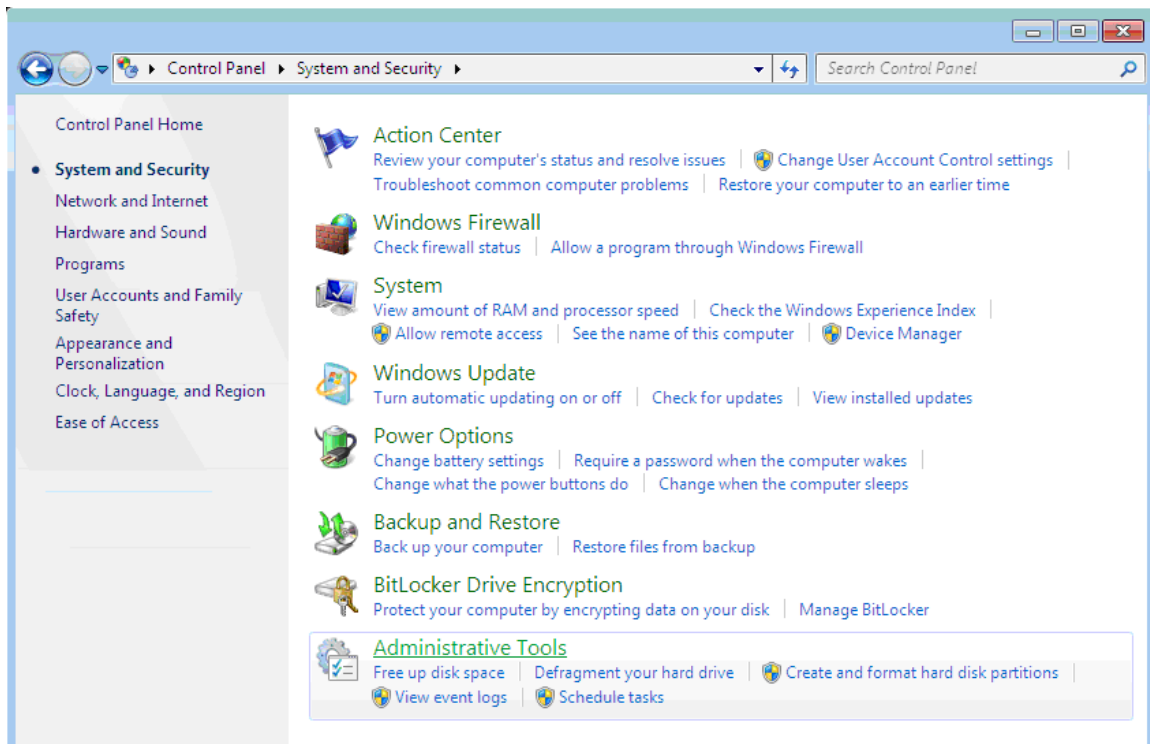 Control Panel System and Security
Search Control Panel
Control Panel Home
System and Security
Network and Internet
Hardware and Sound
Programs
User Accounts and Family
Safety
Appearance and
Personalization
Clock, Language, and Region
Ease of Access
Action Center
Review your computer's status and resolve issues Change User Account Control settings
Troubleshoot common computer problems Restore your computer to an earlier time
Windows Firewall
Check firewall status Allow a program through Windows Firewall
System
View amount of RAM and processor speed Check the Windows Experience Index
Allow remote access See the name of this computer Device Manager
Windows Update
Turn automatic updating on or off Check for updates View installed updates
Power Options
Change battery settings Require a password when the computer wakes
Change what the power buttons do Change when the computer sleeps
Backup and Restore
Back up your computer Restore files from backup
BitLocker Drive Encryption
Protect your computer by encrypting data on your disk Manage BitLocker
Administrative Tools
Free up disk space Defragment your hard drive Create and format hard disk partitions
View event logs Schedule tasks